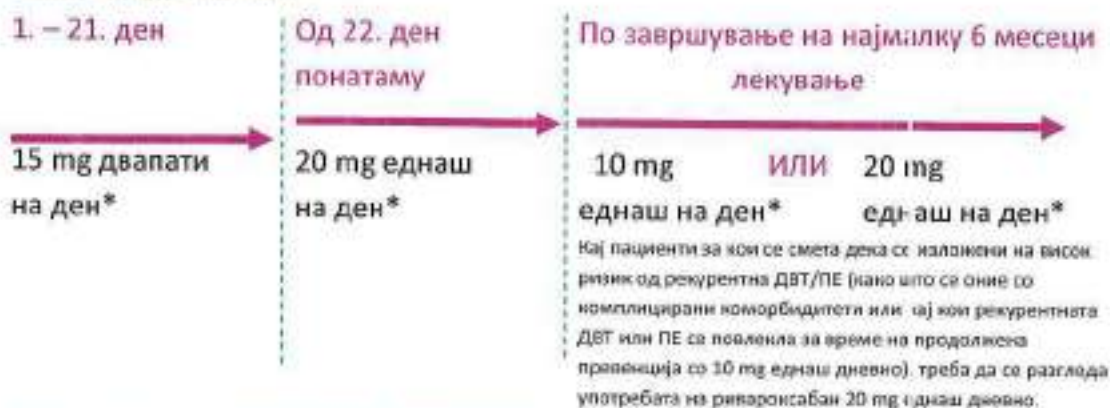 1. – 21. ден
Од 22. ден
понатаму
По завршување на најмалку 6 месеци
лекување
15 mg двапати
на ден*
20 mg еднаш
на ден*
10 mg ИЛИ 20 mg
еднаш на ден* еднаш на ден*
Кај пациенти за кои се смета дека се изложени на висок
ризик од рекурентна ДВТ/ПЕ (како што се оние со
комплицирани коморбидитети или кај кои рекурентната
ДВТ или ПЕ се повлекла за време на продолжена
превенција со 10 mg еднаш дневно), треба да се разгледа
употребата на ривароксабан 20 mg еднаш дневно.